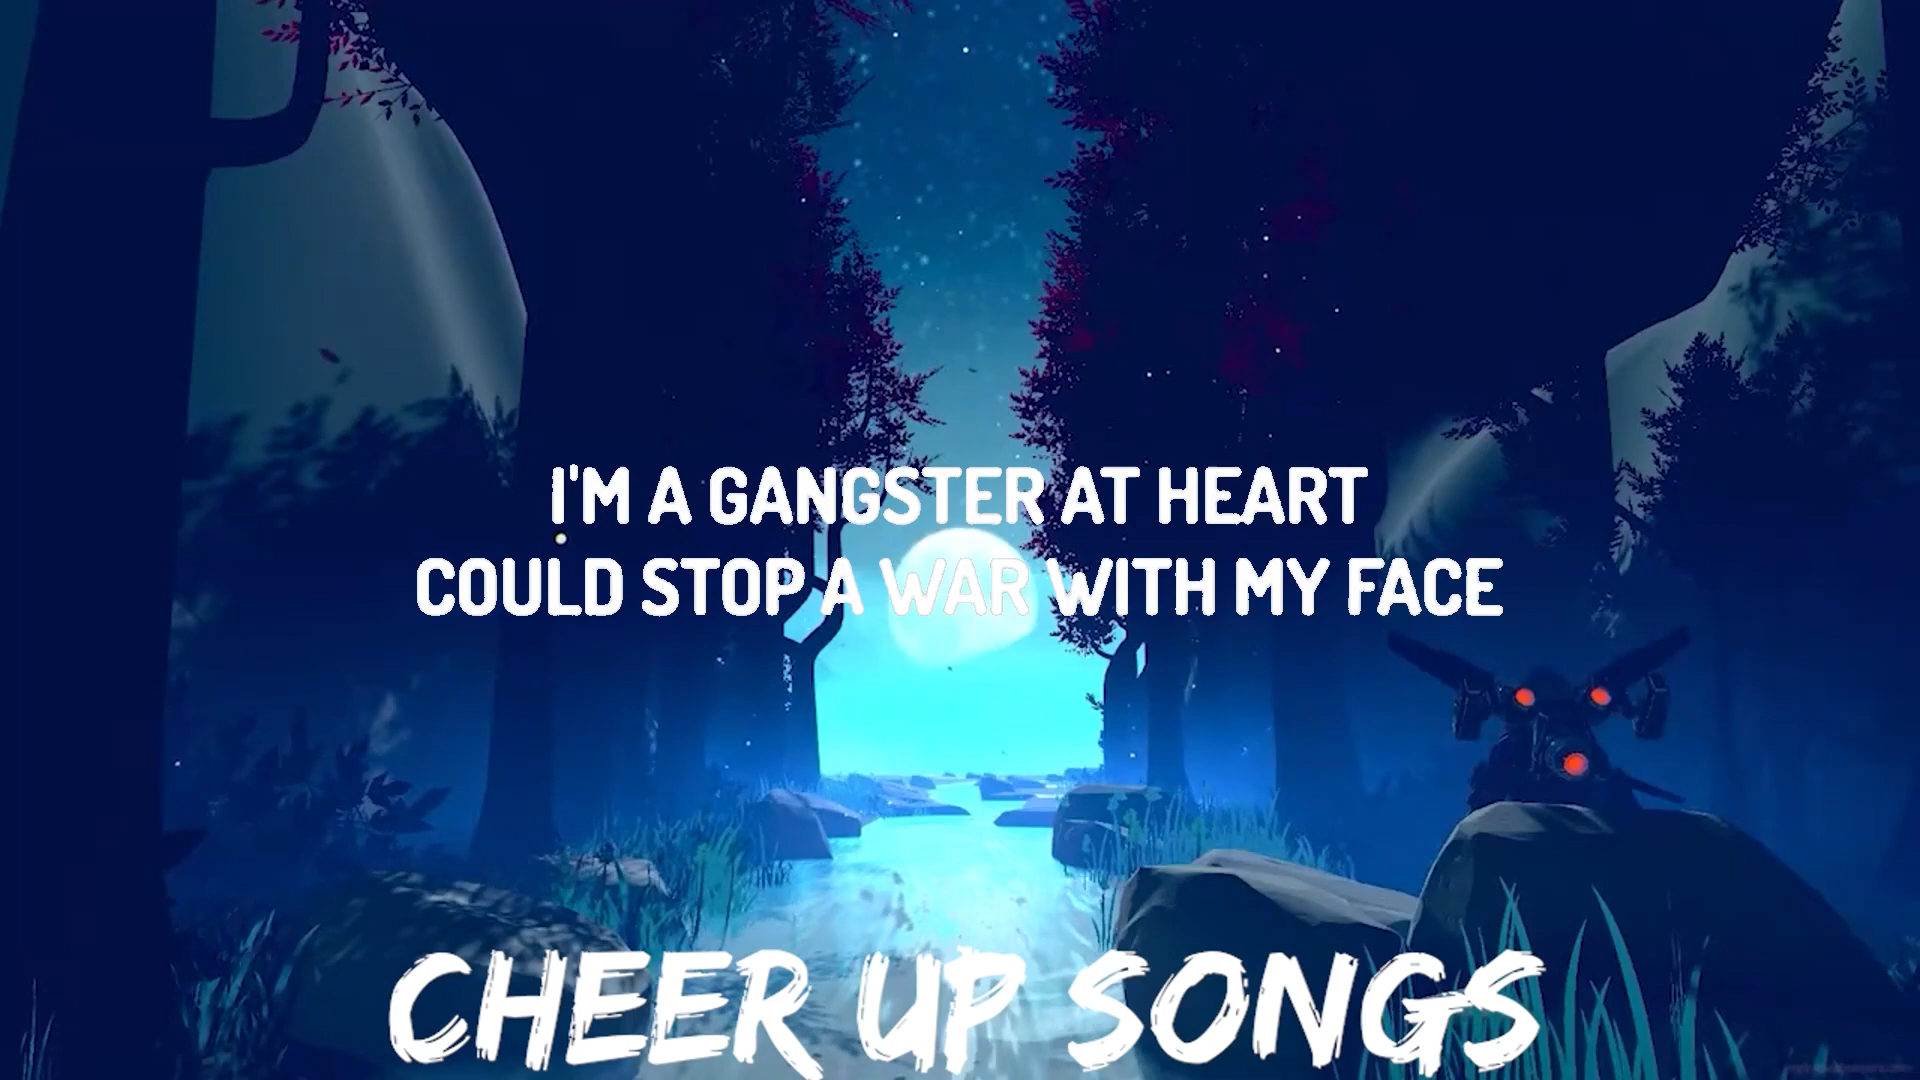 I'M A GANGSTER AT HEART
COULD STOP A WAR WITH MY FACE
CHEER UP SONGS